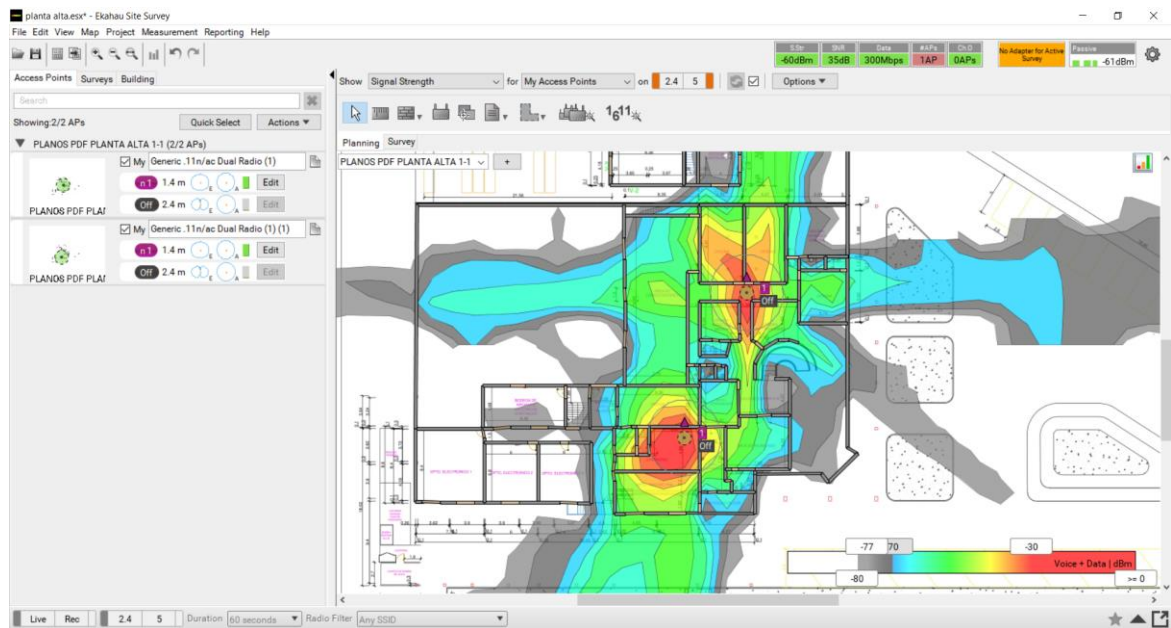 planta alta.esx* - Ekahau Site Survey
File Edit View Map Project Measurement Reporting Help
S.Str SNR Data #APs Ch.O
-60dBm 35dB 300Mbps 1AP 0APs
No Adapter for Active Survey
Passive
-61dBm
Access Points Surveys Building
Show Signal Strength for My Access Points on 2.4 5 Options
Search
Showing:2/2 APs Quick Select Actions
PLANOS PDF PLANTA ALTA 1-1 (2/2 APs)
My Generic .11n/ac Dual Radio (1)
n 1 1.4 m E A Edit
Off 2.4 m E A Edit
PLANOS PDF PLAI
My Generic .11n/ac Dual Radio (1) (1)
n 1 1.4 m E A Edit
Off 2.4 m E A Edit
PLANOS PDF PLAI
1 6 11
Planning Survey
PLANOS PDF PLANTA ALTA 1-1 +
1
Off
1
Off
-77 70 -30
Voice + Data | dBm
-80 >= 0
Live Rec 2.4 5 Duration 60 seconds Radio Filter Any SSID